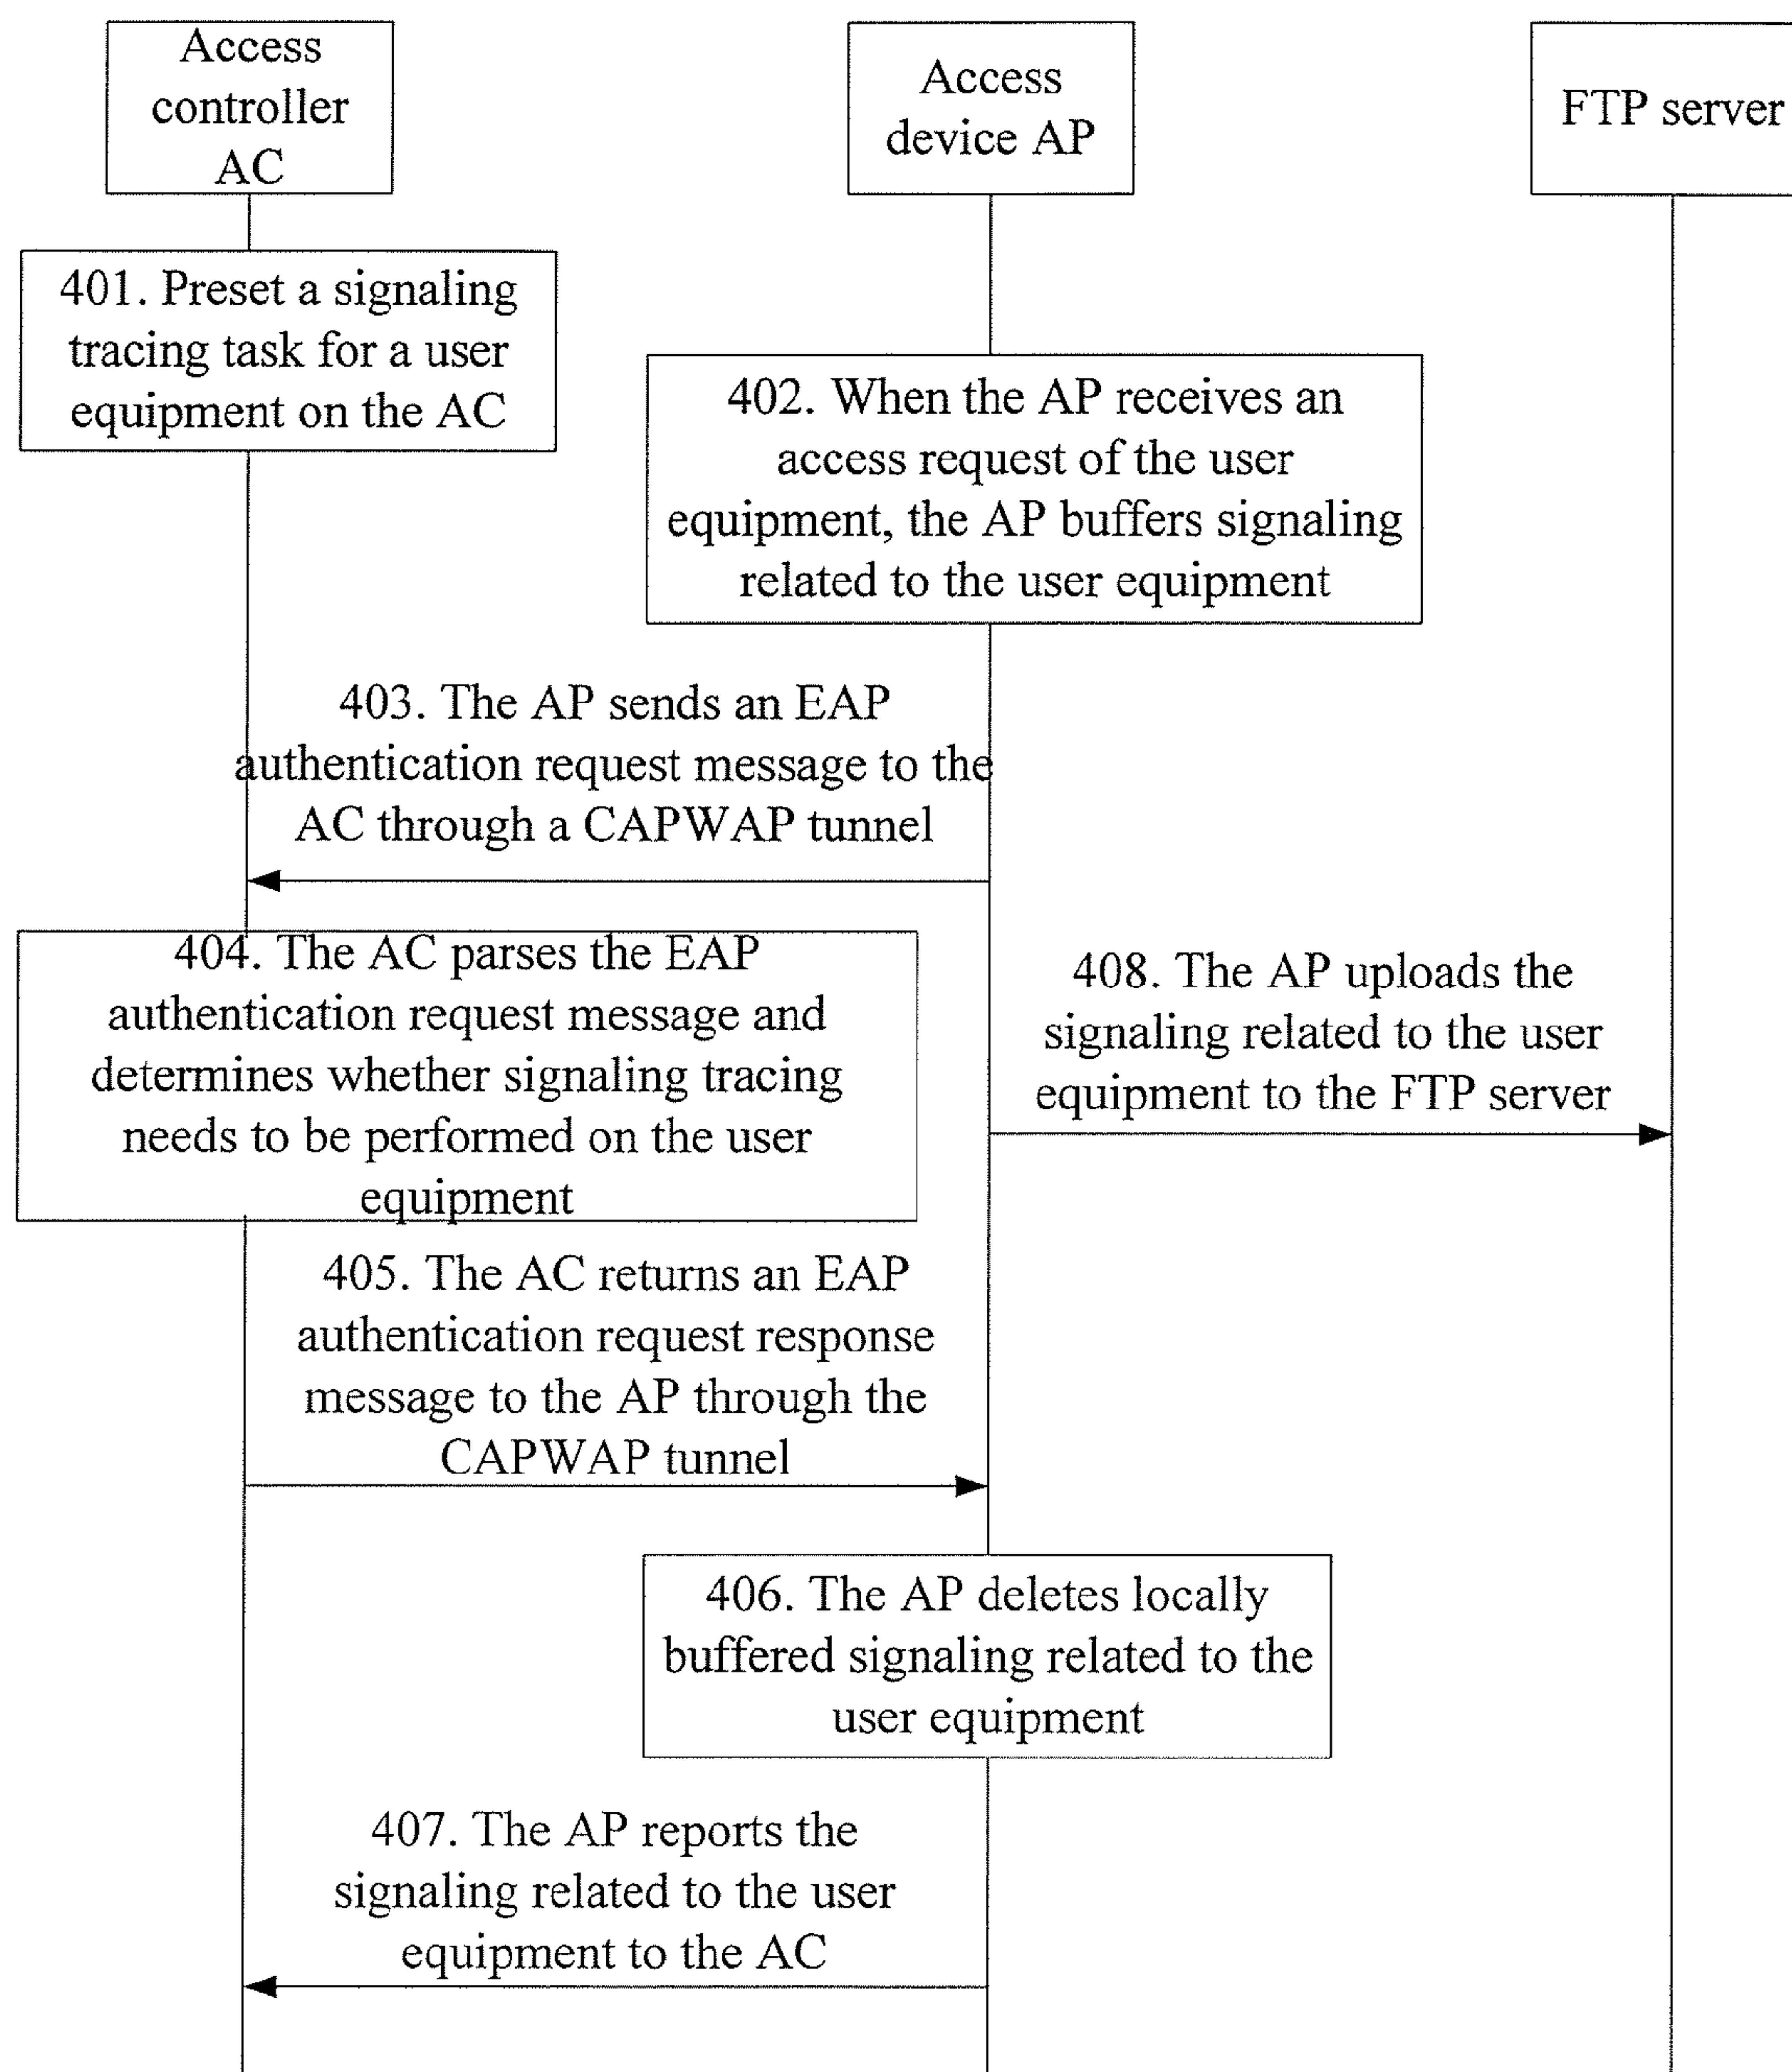 Access
controller
AC
Access
device AP
FTP server
401. Preset a signaling
tracing task for a user
equipment on the AC
402. When the AP receives an
access request of the user
equipment, the AP buffers signaling
related to the user equipment
403. The AP sends an EAP
authentication request message to the
AC through a CAPWAP tunnel
404. The AC parses the EAP
authentication request message and
determines whether signaling tracing
needs to be performed on the user
equipment
408. The AP uploads the
signaling related to the user
equipment to the FTP server
405. The AC returns an EAP
authentication request response
message to the AP through the
CAPWAP tunnel
406. The AP deletes locally
buffered signaling related to the
user equipment
407. The AP reports the
signaling related to the user
equipment to the AC